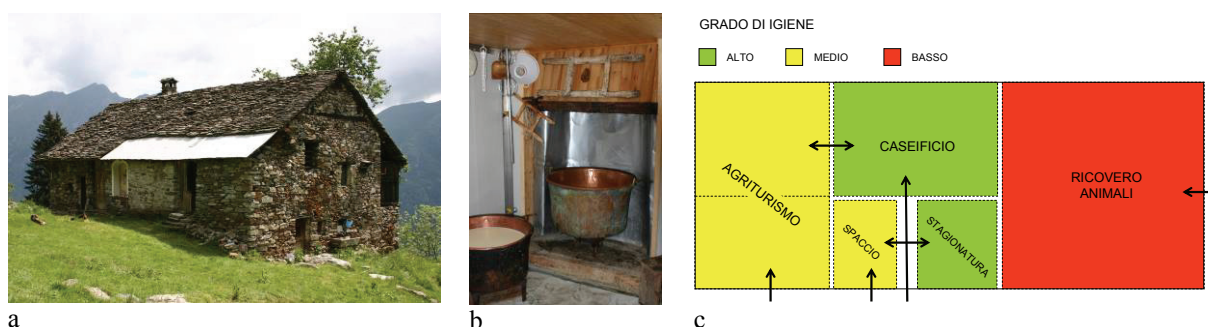 GRADO DI IGIENE
ALTO MEDIO BASSO
AGRITURISMO
CASEIFICIO
RICOVERO
ANIMALI
SPACCIO
STAGIONATURA
a b c